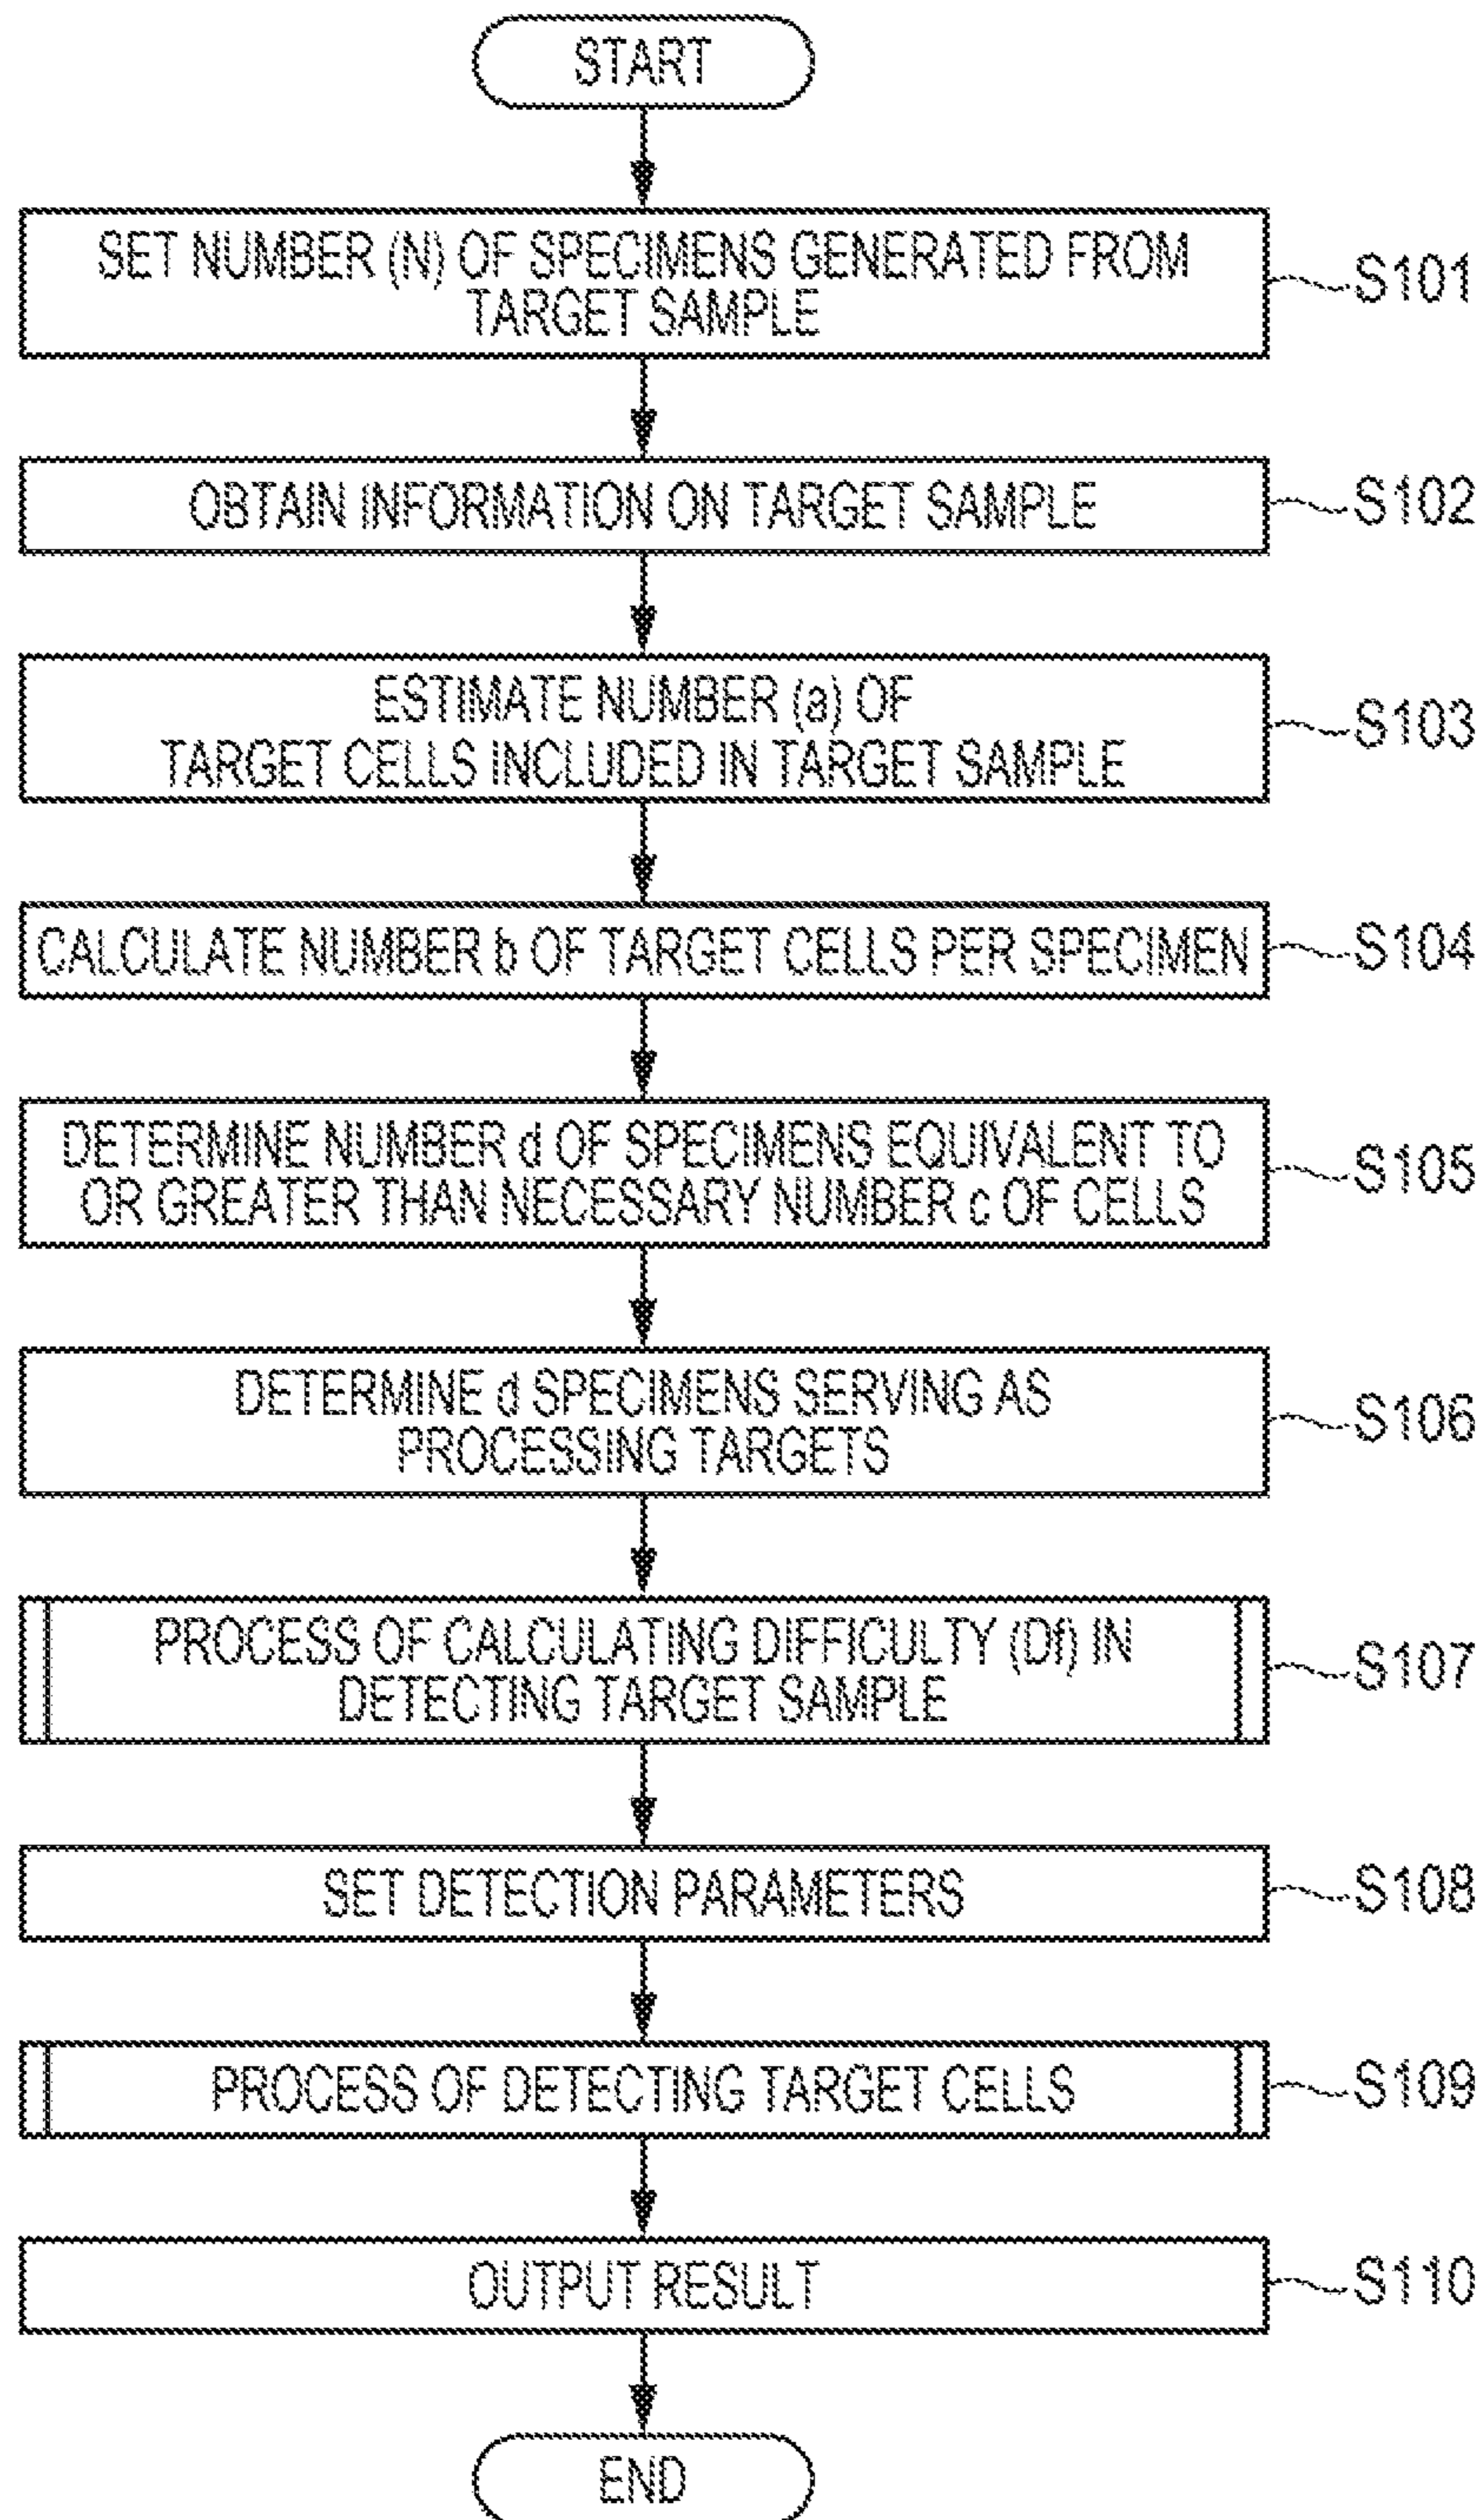 START
SET NUMBER (N) OF SPECIMENS GENERATED FROM
TARGET SAMPLE
S101
OBTAIN INFORMATION ON TARGET SAMPLE
S102
ESTIMATE NUMBER (a) OF
TARGET CELLS INCLUDED IN TARGET SAMPLE
S103
CALCULATE NUMBER b OF TARGET CELLS PER SPECIMEN
S104
DETERMINE NUMBER d OF SPECIMENS EQUIVALENT TO
OR GREATER THAN NECESSARY NUMBER c OF CELLS
S105
DETERMINE d SPECIMENS SERVING AS
PROCESSING TARGETS
S106
PROCESS OF CALCULATING DIFFICULTY (Df) IN
DETECTING TARGET SAMPLE
S107
SET DETECTION PARAMETERS
S108
PROCESS OF DETECTING TARGET CELLS
S109
OUTPUT RESULT
S110
END